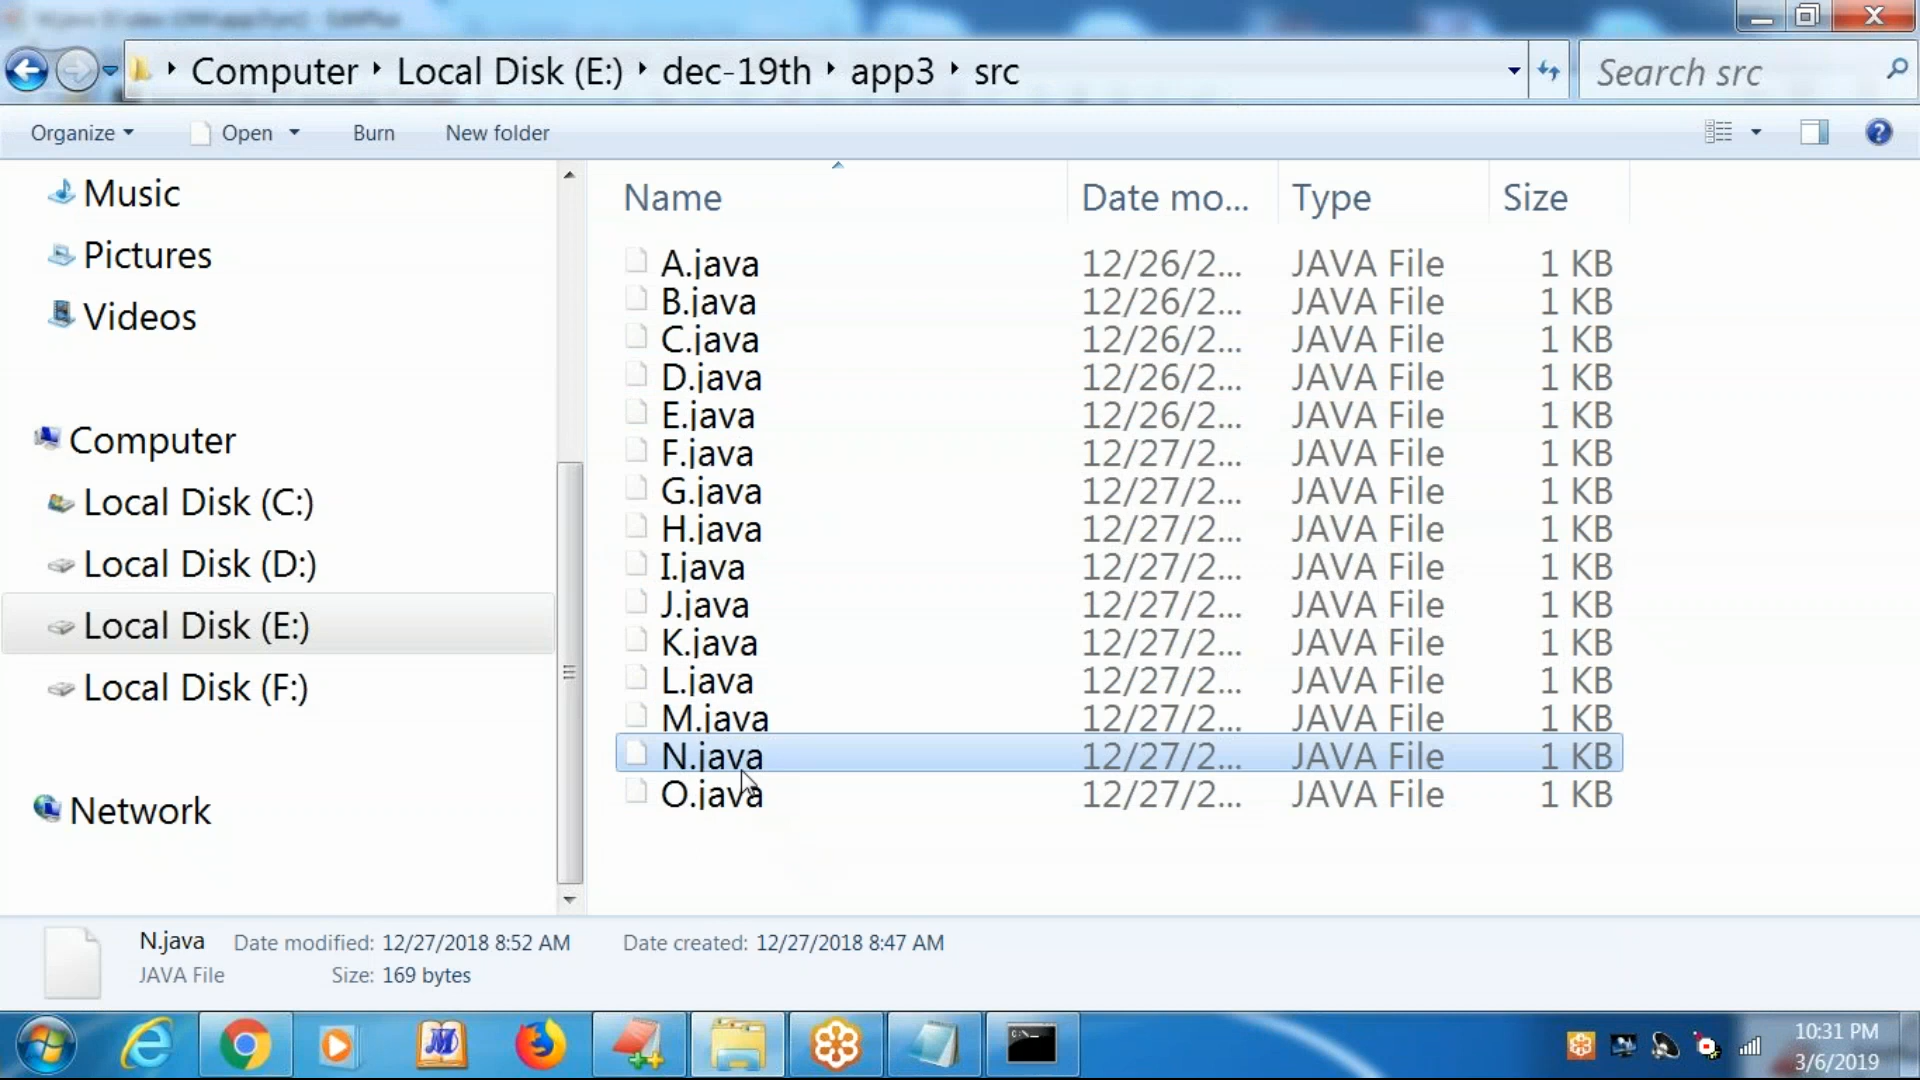 Computer Local Disk (E:) dec-19th app3 src
Search src
Organize Open Burn New folder
Music
Pictures
Videos
Computer
Local Disk (C:)
Local Disk (D:)
Local Disk (E:)
Local Disk (F:)
Network
Name Date mo... Type Size
A.java 12/26/2... JAVA File 1 KB
B.java 12/26/2... JAVA File 1 KB
C.java 12/26/2... JAVA File 1 KB
D.java 12/26/2... JAVA File 1 KB
E.java 12/26/2... JAVA File 1 KB
F.java 12/27/2... JAVA File 1 KB
G.java 12/27/2... JAVA File 1 KB
H.java 12/27/2... JAVA File 1 KB
I.java 12/27/2... JAVA File 1 KB
J.java 12/27/2... JAVA File 1 KB
K.java 12/27/2... JAVA File 1 KB
L.java 12/27/2... JAVA File 1 KB
M.java 12/27/2... JAVA File 1 KB
N.java 12/27/2... JAVA File 1 KB
O.java 12/27/2... JAVA File 1 KB
N.java Date modified: 12/27/2018 8:52 AM Date created: 12/27/2018 8:47 AM
JAVA File Size: 169 bytes
10:31 PM
3/6/2019